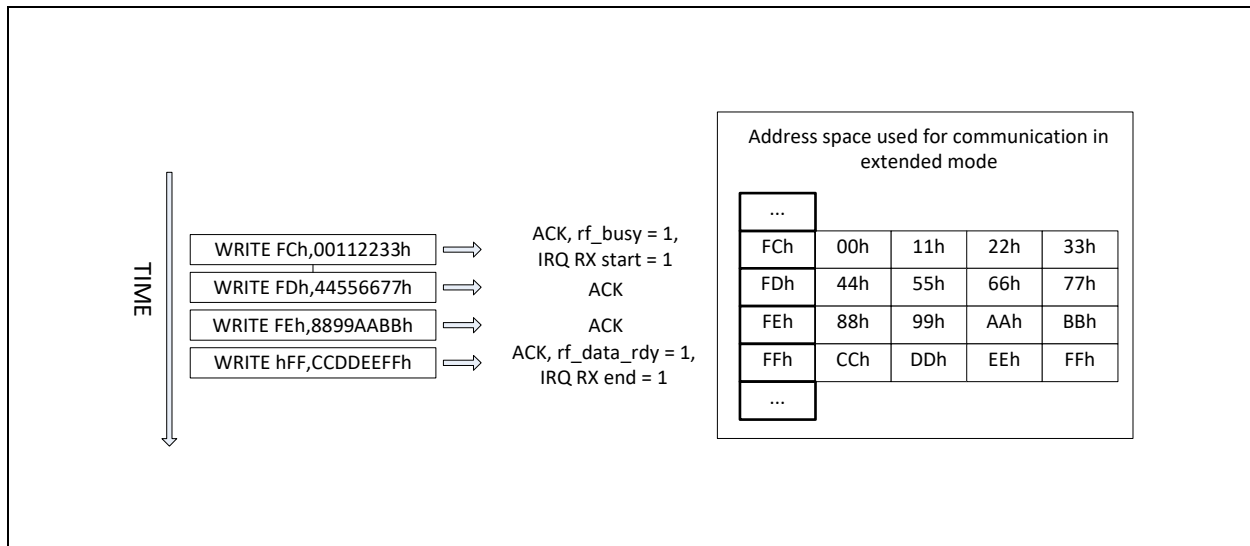 TIME
WRITE FCh,00112233h
ACK, rf_busy = 1,
IRQ RX start = 1
WRITE FDh,44556677h
ACK
WRITE FEh,8899AABBh
ACK
WRITE hFF,CCDDEEFFh
ACK, rf_data_rdy = 1,
IRQ RX end = 1
Address space used for communication in
extended mode
...
FCh 00h 11h 22h 33h
FDh 44h 55h 66h 77h
FEh 88h 99h AAh BBh
FFh CCh DDh EEh FFh
...